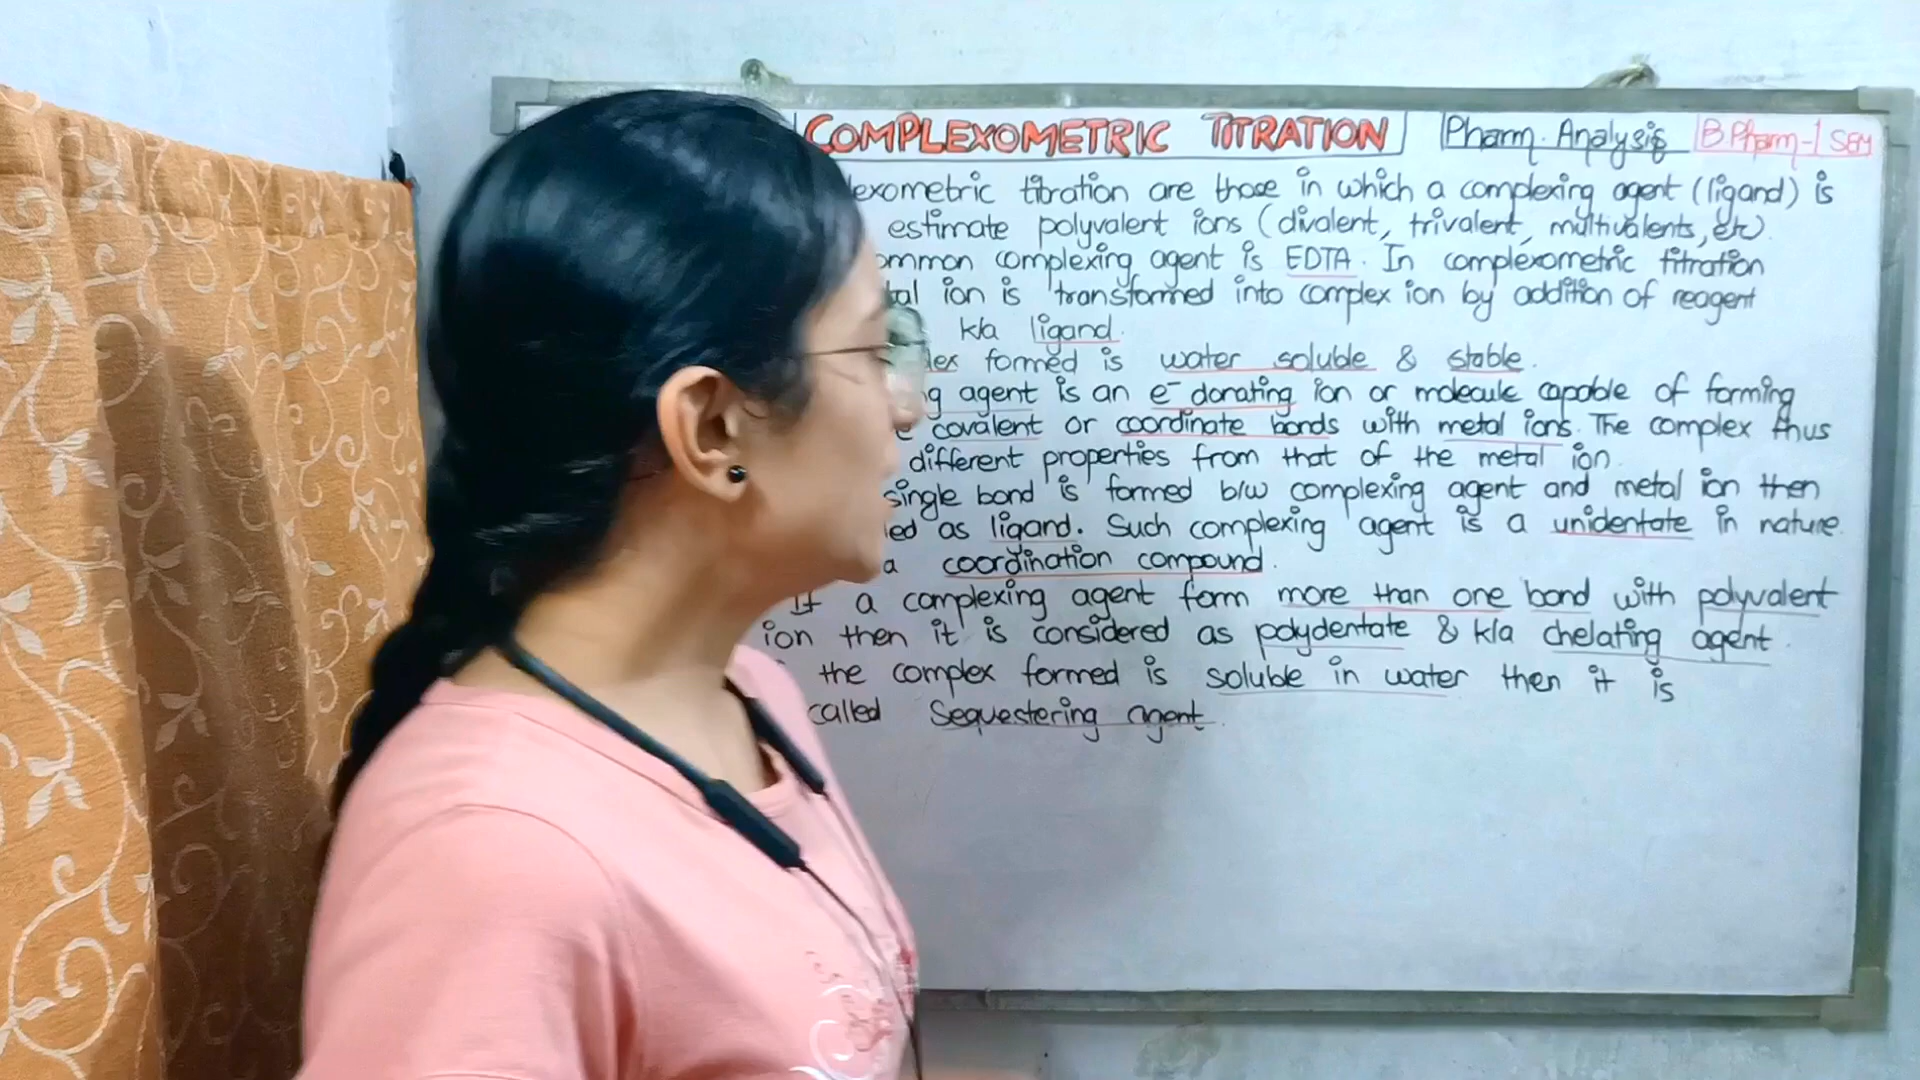 COMPLEXOMETRIC TITRATION Pharm. Analysis B.Pharm-1 SEM
titration are those in which a complexing agent (ligand) is
estimate polyvalent ions (divalent, trivalent, multivalents, etc)
complexing agent is EDTA. In complexometric titration
ion is transformed into complex ion by addition of reagent
k/a ligand.
formed is water soluble & stable.
agent is an e⁻ donating ion or molecule capable of forming
covalent or coordinate bonds with metal ions. The complex thus
different properties from that of the metal ion.
single bond is formed b/w complexing agent and metal ion then
as ligand. Such complexing agent is a unidentate in nature.
a coordination compound.
If a complexing agent form more than one bond with polyvalent
ion then it is considered as polydentate & k/a chelating agent.
the complex formed is soluble in water then it is
called Sequestering agent.